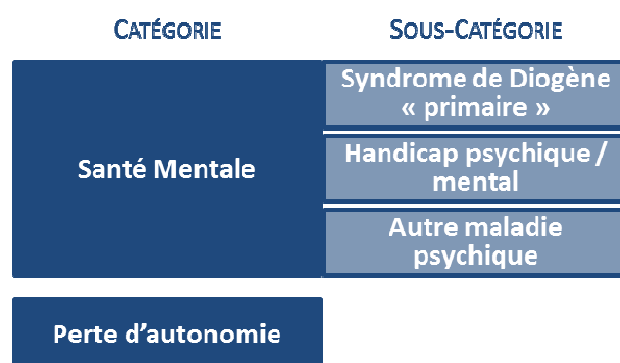 CATÉGORIE
SOUS-CATÉGORIE
Santé Mentale
Syndrome de Diogène
« primaire »
Handicap psychique /
mental
Autre maladie
psychique
Perte d’autonomie